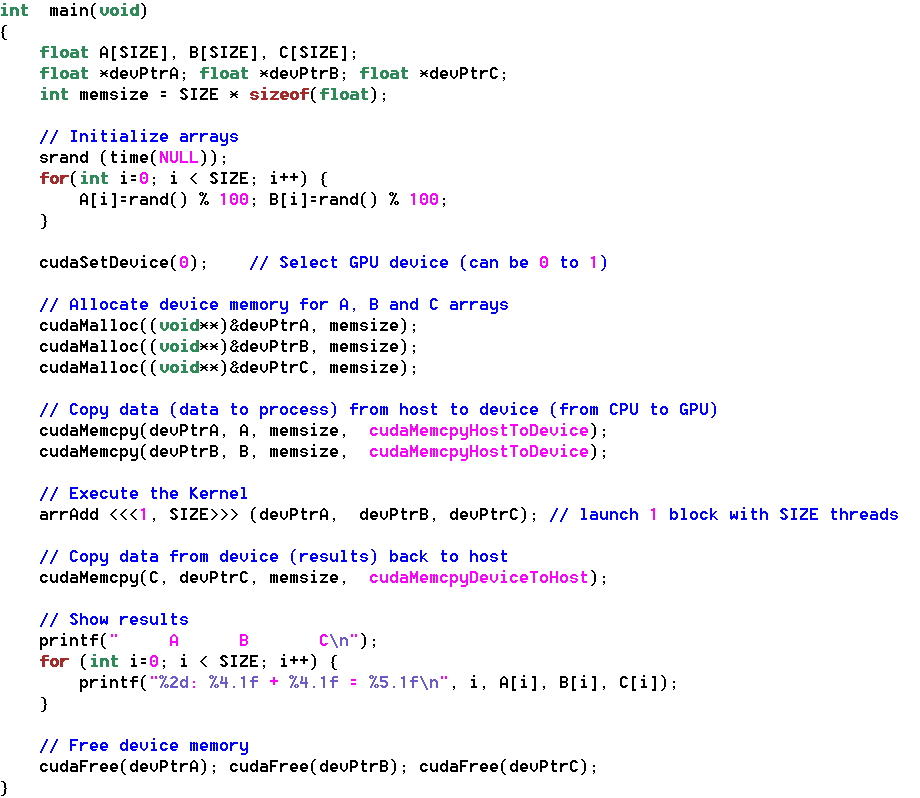 int  main(void)
{
    float A[SIZE], B[SIZE], C[SIZE];
    float *devPtrA; float *devPtrB; float *devPtrC;
    int memsize = SIZE * sizeof(float);

    // Initialize arrays
    srand (time(NULL));
    for(int i=0; i < SIZE; i++) {
        A[i]=rand() % 100; B[i]=rand() % 100;
    }

    cudaSetDevice(0);    // Select GPU device (can be 0 to 1)

    // Allocate device memory for A, B and C arrays
    cudaMalloc((void**)&devPtrA, memsize);
    cudaMalloc((void**)&devPtrB, memsize);
    cudaMalloc((void**)&devPtrC, memsize);

    // Copy data (data to process) from host to device (from CPU to GPU)
    cudaMemcpy(devPtrA, A, memsize,  cudaMemcpyHostToDevice);
    cudaMemcpy(devPtrB, B, memsize,  cudaMemcpyHostToDevice);

    // Execute the Kernel
    arrAdd <<<1, SIZE>>> (devPtrA,  devPtrB, devPtrC); // launch 1 block with SIZE threads

    // Copy data from device (results) back to host
    cudaMemcpy(C, devPtrC, memsize,  cudaMemcpyDeviceToHost);

    // Show results
    printf("     A      B       C\n");
    for (int i=0; i < SIZE; i++) {
        printf("%2d: %4.1f + %4.1f = %5.1f\n", i, A[i], B[i], C[i]);
    }

    // Free device memory
    cudaFree(devPtrA); cudaFree(devPtrB); cudaFree(devPtrC);
}